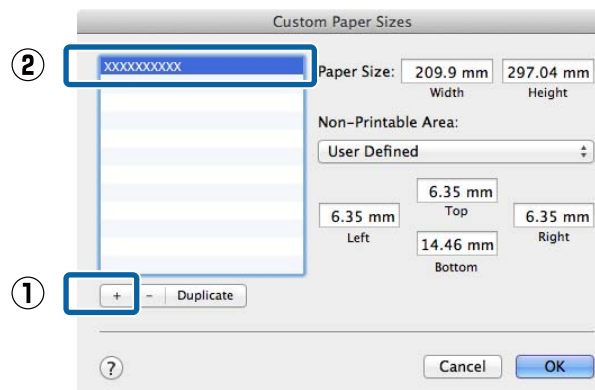 Custom Paper Sizes
② XXXXXXXXXX
Paper Size: 209.9 mm 297.04 mm
Width Height
Non-Printable Area:
User Defined
6.35 mm
Top
6.35 mm 6.35 mm
Left Right
14.46 mm
Bottom
① + - Duplicate
? Cancel OK